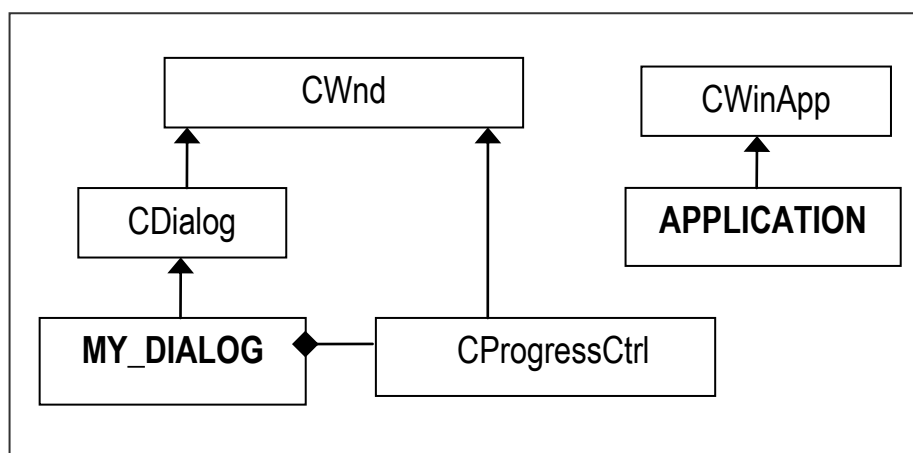 CWnd
CWinApp
CDialog
APPLICATION
MY_DIALOG
CProgressCtrl